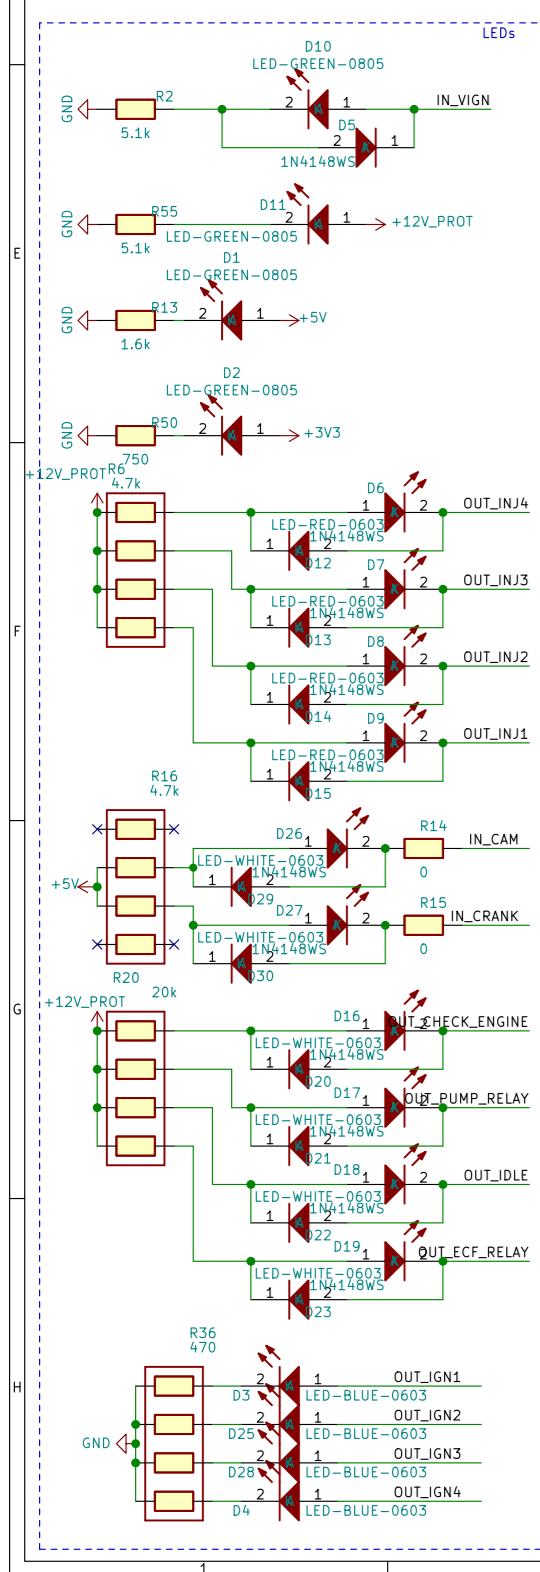 LEDs
D10
LED-GREEN-0805
GND
R2
5.1k
2
1
IN_VIGN
D5
2
1
1N4148WS
GND
R55
5.1k
D11
2
1
+12V_PROT
LED-GREEN-0805
E
D1
LED-GREEN-0805
GND
R13
1.6k
2
1
+5V
D2
LED-GREEN-0805
GND
R50
750
2
1
+3V3
+12V_PROT
R6
4.7k
D6
1
2
OUT_INJ4
LED-RED-0603
1N4148WS
1
2
D12
D7
1
2
OUT_INJ3
LED-RED-0603
1N4148WS
1
2
D13
F
D8
1
2
OUT_INJ2
LED-RED-0603
1N4148WS
1
2
D14
D9
1
2
OUT_INJ1
LED-RED-0603
1N4148WS
1
2
D15
R16
4.7k
D26
1
2
R14
0
IN_CAM
LED-WHITE-0603
1N4148WS
1
2
D29
+5V
D27
1
2
R15
0
IN_CRANK
LED-WHITE-0603
1N4148WS
1
2
D30
R20
20k
+12V_PROT
G
D16
1
2
OUT_CHECK_ENGINE
LED-WHITE-0603
1N4148WS
1
2
D20
D17
1
2
OUT_PUMP_RELAY
LED-WHITE-0603
1N4148WS
1
2
D21
D18
1
2
OUT_IDLE
LED-WHITE-0603
1N4148WS
1
2
D22
D19
1
2
OUT_ECF_RELAY
LED-WHITE-0603
1N4148WS
1
2
D23
R36
470
H
GND
2
1
OUT_IGN1
D3
LED-BLUE-0603
2
1
OUT_IGN2
D25
LED-BLUE-0603
2
1
OUT_IGN3
D28
LED-BLUE-0603
2
1
OUT_IGN4
D4
LED-BLUE-0603
1